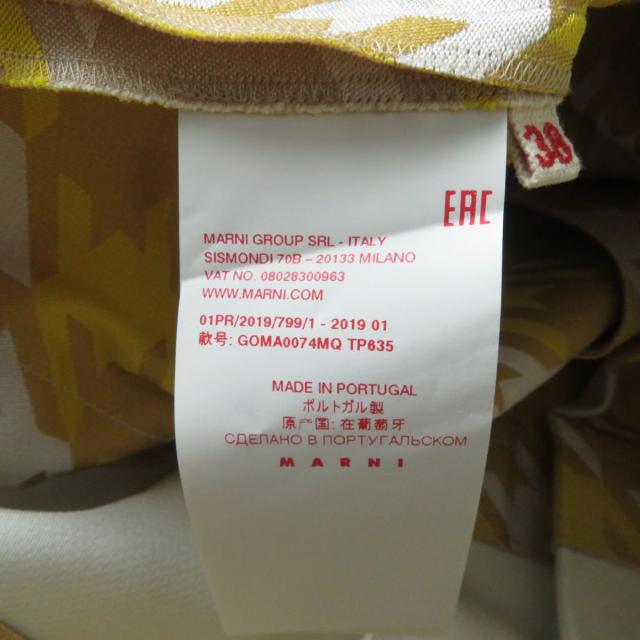 38
EAC
MARNI GROUP SRL - ITALY
SISMONDI 70B – 20133 MILANO
VAT NO. 08028300963
WWW.MARNI.COM
01PR/2019/799/1 - 2019 01
款号: GOMA0074MQ TP635
MADE IN PORTUGAL
ポルトガル製
原产国: 在葡萄牙
СДЕЛАНО В ПОРТУГАЛЬСКОМ
MARNI